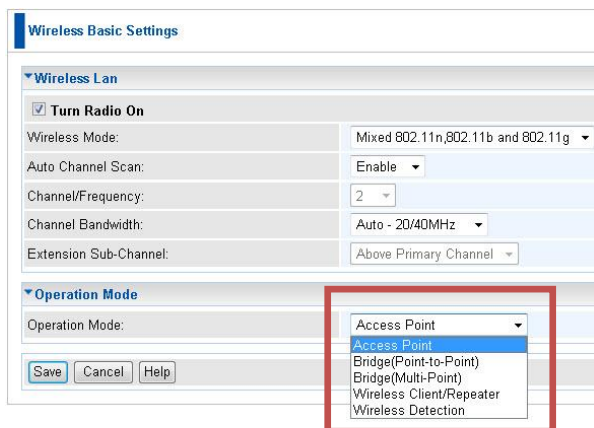 Wireless Basic Settings
Wireless Lan
Turn Radio On
Wireless Mode: Mixed 802.11n,802.11b and 802.11g
Auto Channel Scan: Enable
Channel/Frequency: 2
Channel Bandwidth: Auto - 20/40MHz
Extension Sub-Channel: Above Primary Channel
Operation Mode
Operation Mode: Access Point
Access Point
Bridge(Point-to-Point)
Bridge(Multi-Point)
Wireless Client/Repeater
Wireless Detection
Save Cancel Help